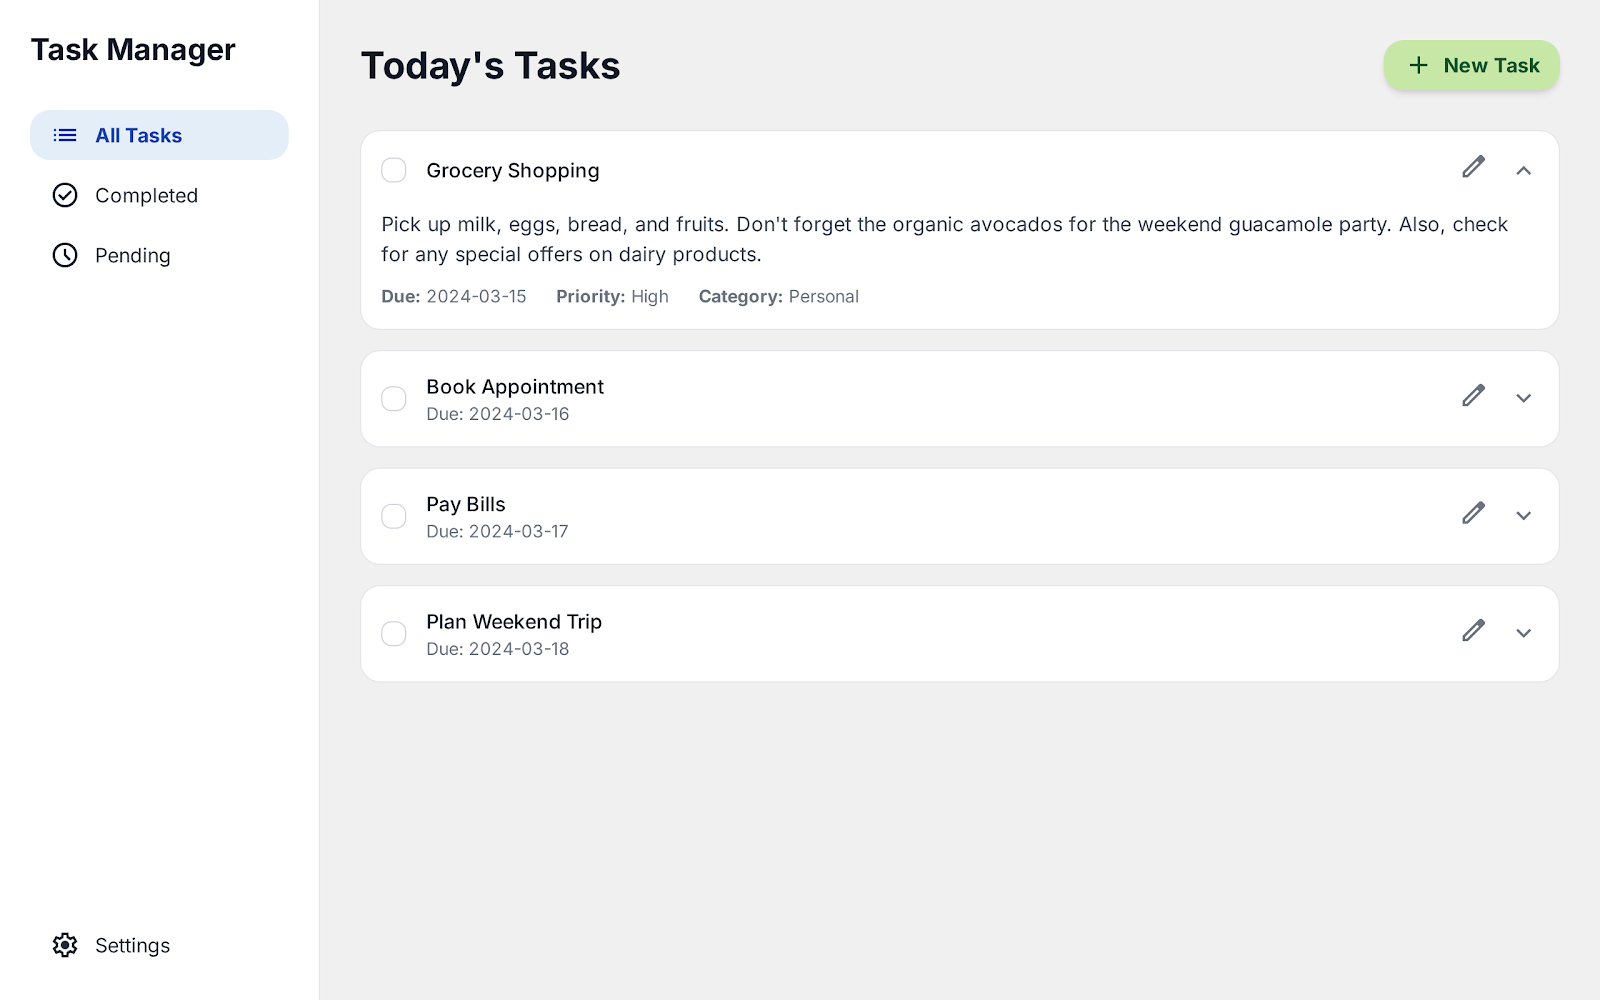 Task Manager
All Tasks
Completed
Pending
Settings
Today's Tasks
New Task
Grocery Shopping
Pick up milk, eggs, bread, and fruits. Don't forget the organic avocados for the weekend guacamole party. Also, check
for any special offers on dairy products.
Due: 2024-03-15 Priority: High Category: Personal
Book Appointment
Due: 2024-03-16
Pay Bills
Due: 2024-03-17
Plan Weekend Trip
Due: 2024-03-18